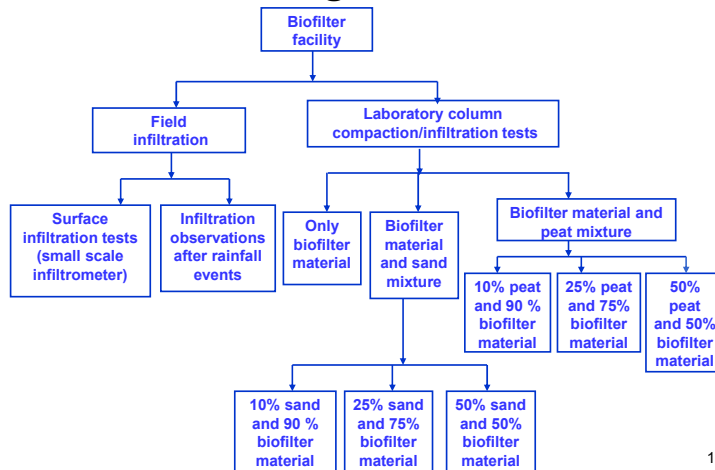 Biofilter
facility
Field
infiltration
Laboratory column
compaction/infiltration tests
Surface
infiltration tests
(small scale
infiltrometer)
Infiltration
observations
after rainfall
events
Only
biofilter
material
Biofilter
material
and sand
mixture
Biofilter material and
peat mixture
10% peat
and 90 %
biofilter
material
25% peat
and 75%
biofilter
material
50%
peat
and 50%
biofilter
material
10% sand
and 90 %
biofilter
material
25% sand
and 75%
biofilter
material
50% sand
and 50%
biofilter
material
1